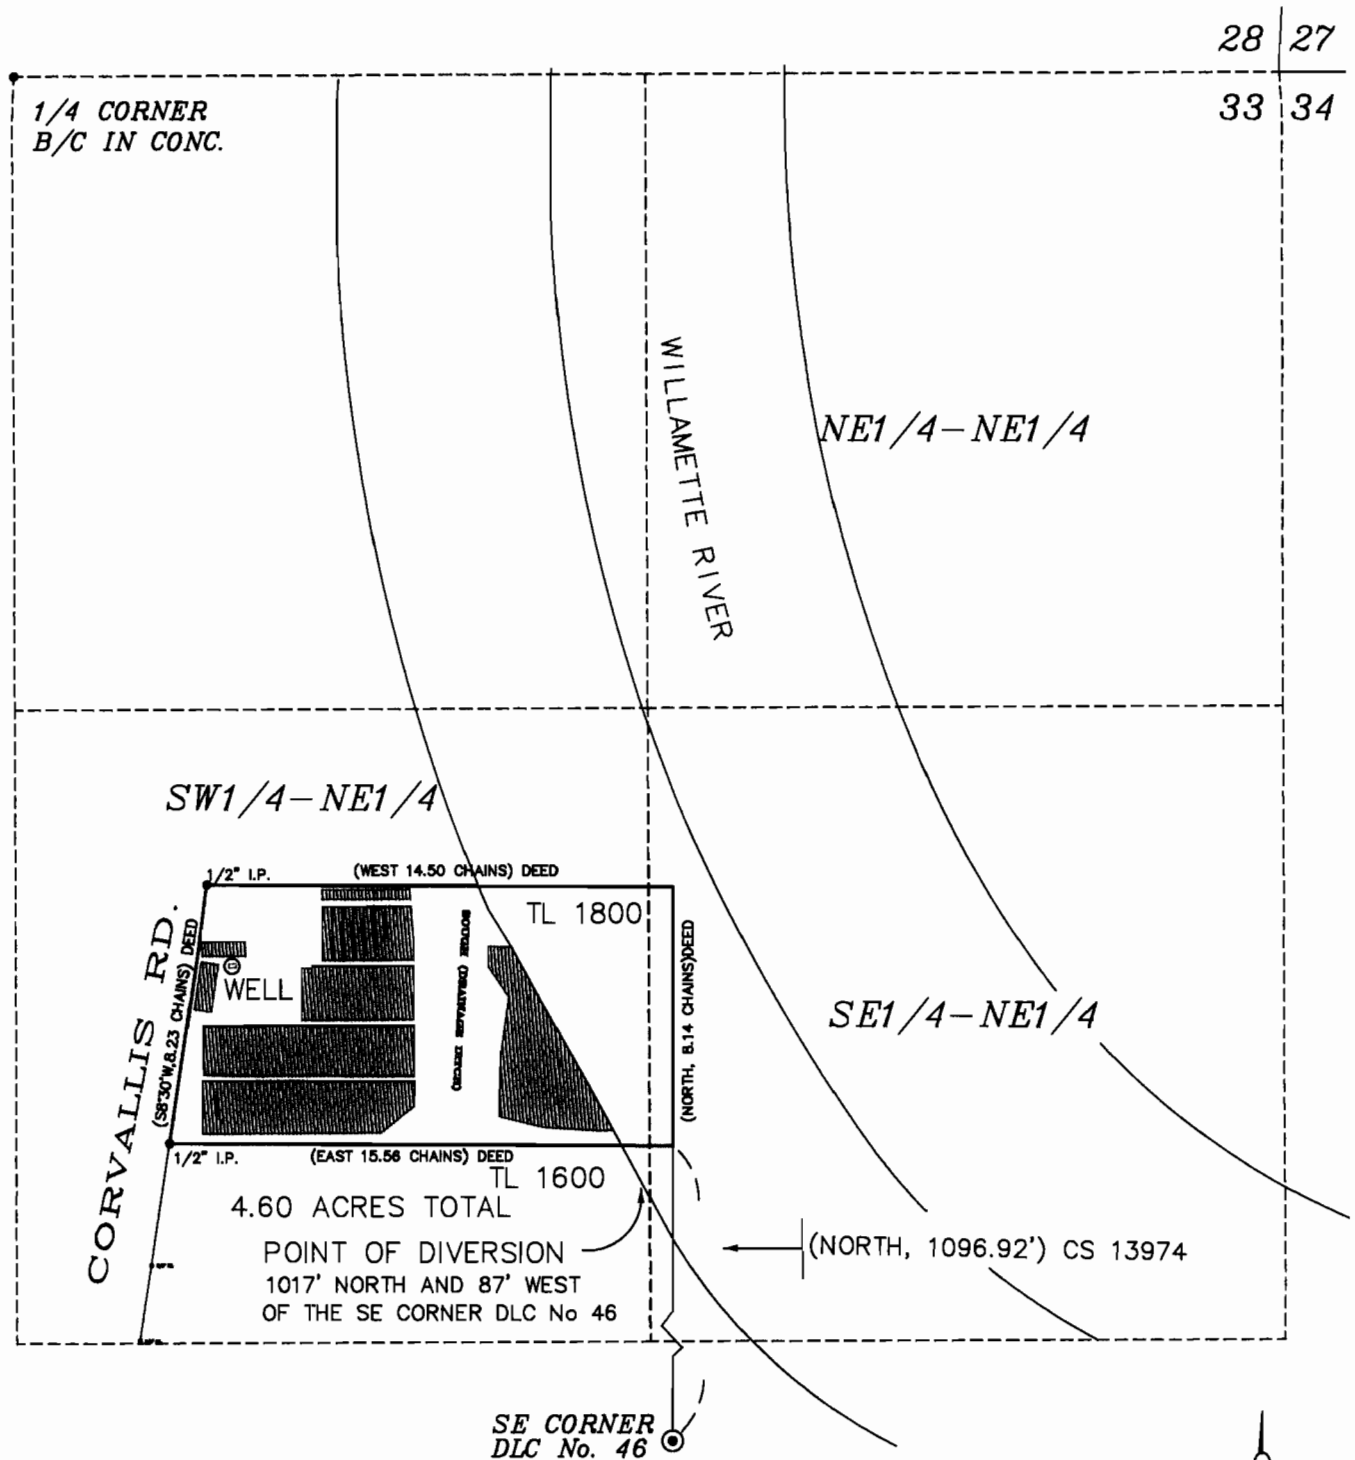 28 27
33 34
1/4 CORNER
B/C IN CONC.
WILLAMETTE RIVER
NE1/4-NE1/4
SW1/4-NE1/4
1/2" I.P.
(WEST 14.50 CHAINS) DEED
TL 1800
CORVALLIS RD.
(S8°30'W,8.23 CHAINS) DEED
WELL
(DRAINAGE DITCH)
(NORTH, 8.14 CHAINS)DEED
SE1/4-NE1/4
1/2" I.P.
(EAST 15.56 CHAINS) DEED
TL 1600
4.60 ACRES TOTAL
POINT OF DIVERSION
1017' NORTH AND 87' WEST
OF THE SE CORNER DLC No 46
(NORTH, 1096.92') CS 13974
SE CORNER
DLC No. 46